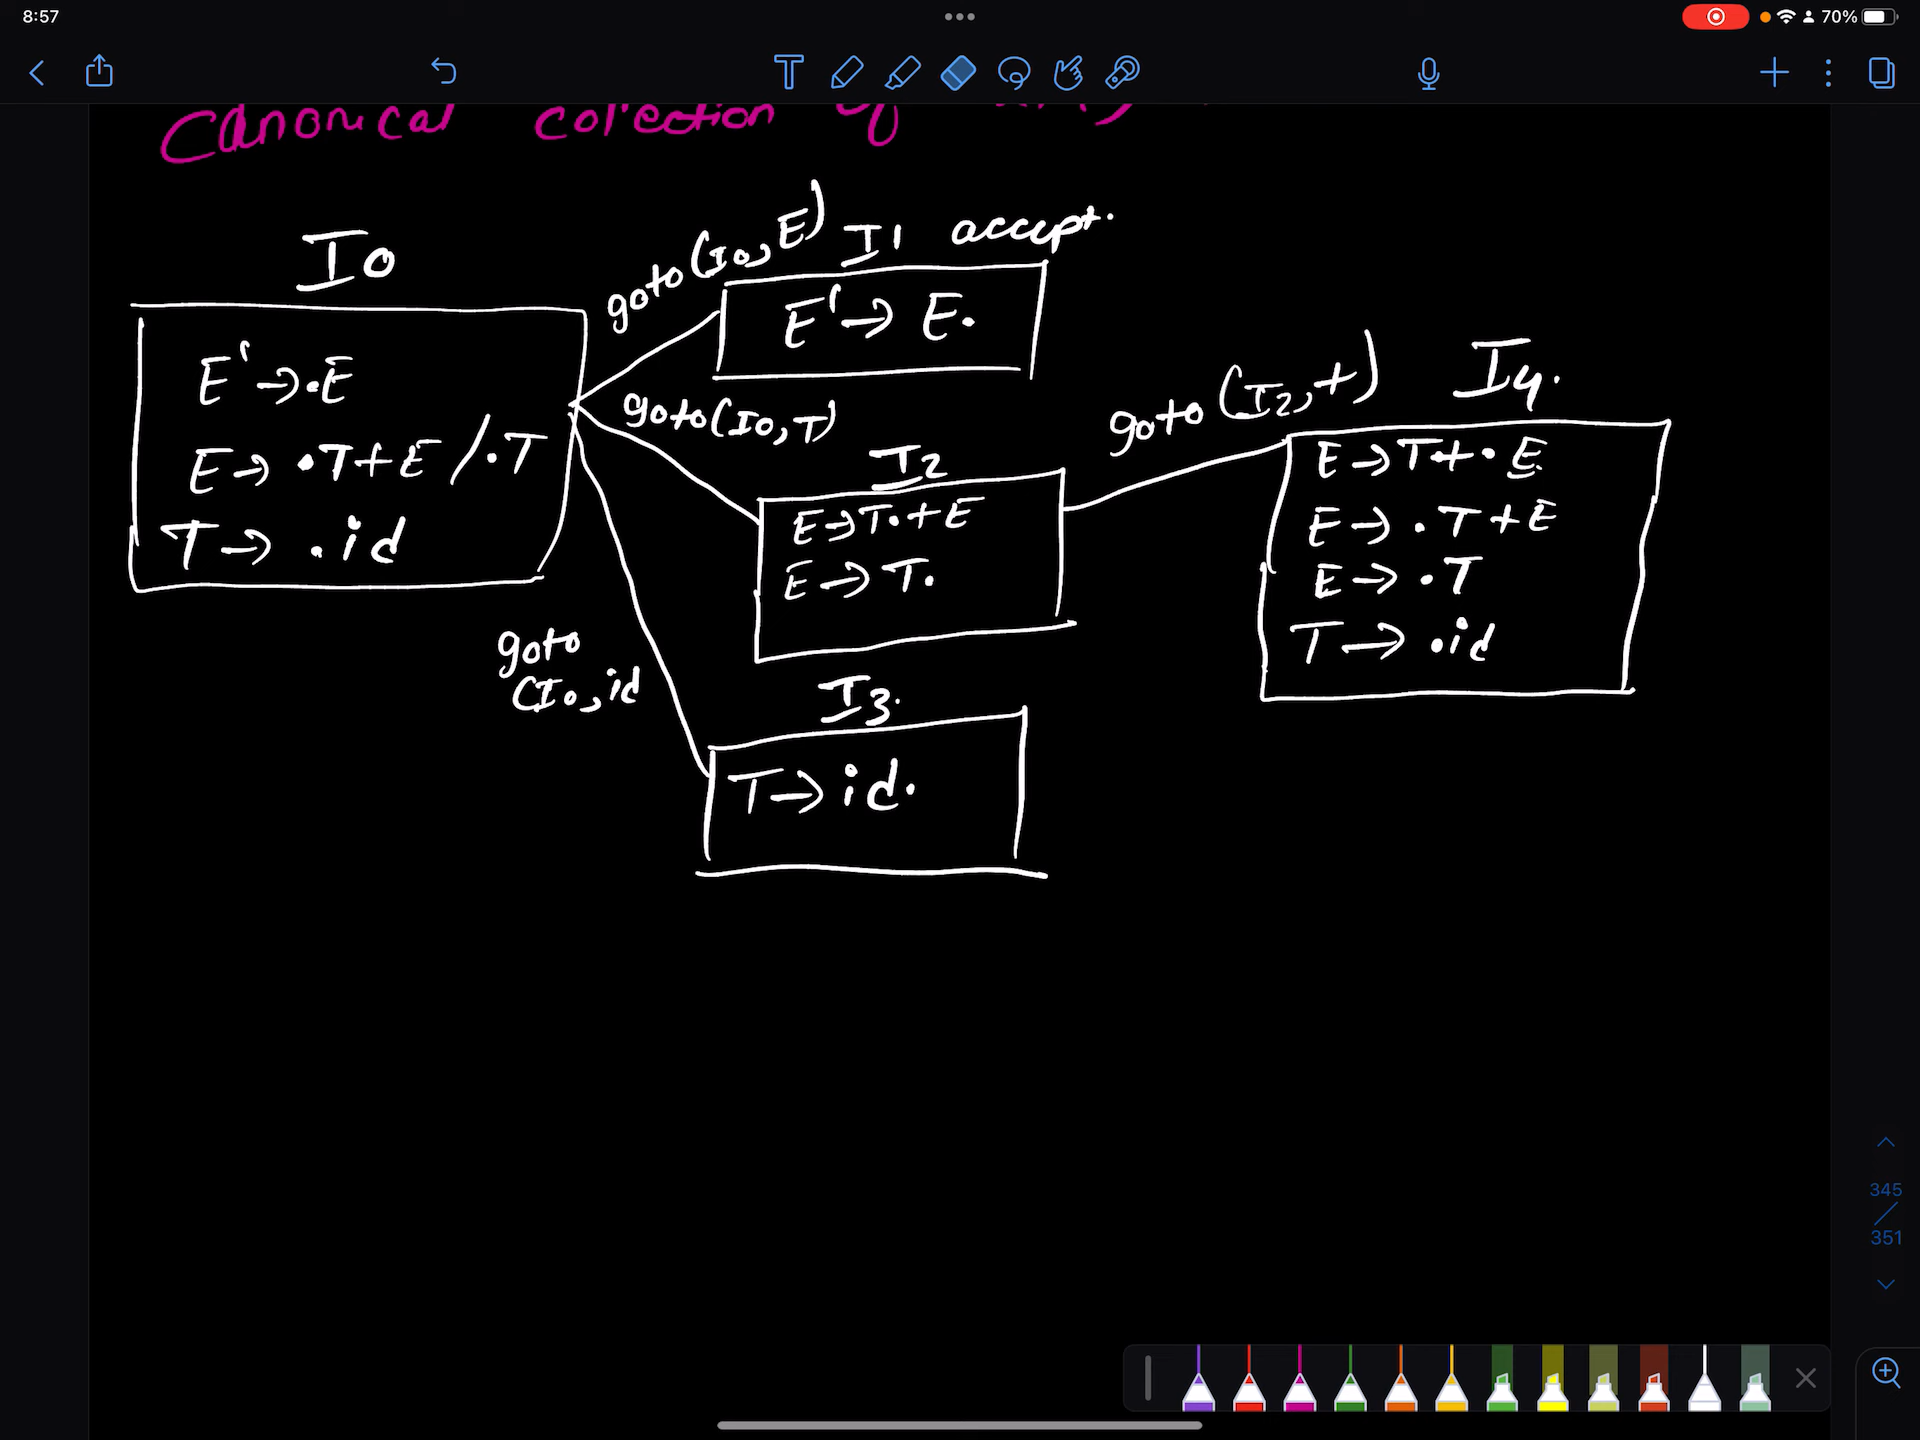 8:57
70%
Canonical collection of
I0
E' → .E
E → .T+E / .T
T → .id
goto(I0, E)
I1 accept.
E' → E.
goto(I0, T)
I2
E → T.+E
E → T.
goto
(I0, id
I3.
T → id.
goto(I2, +)
I4.
E → T+.E
E → .T+E
E → .T
T → .id
345
/
351